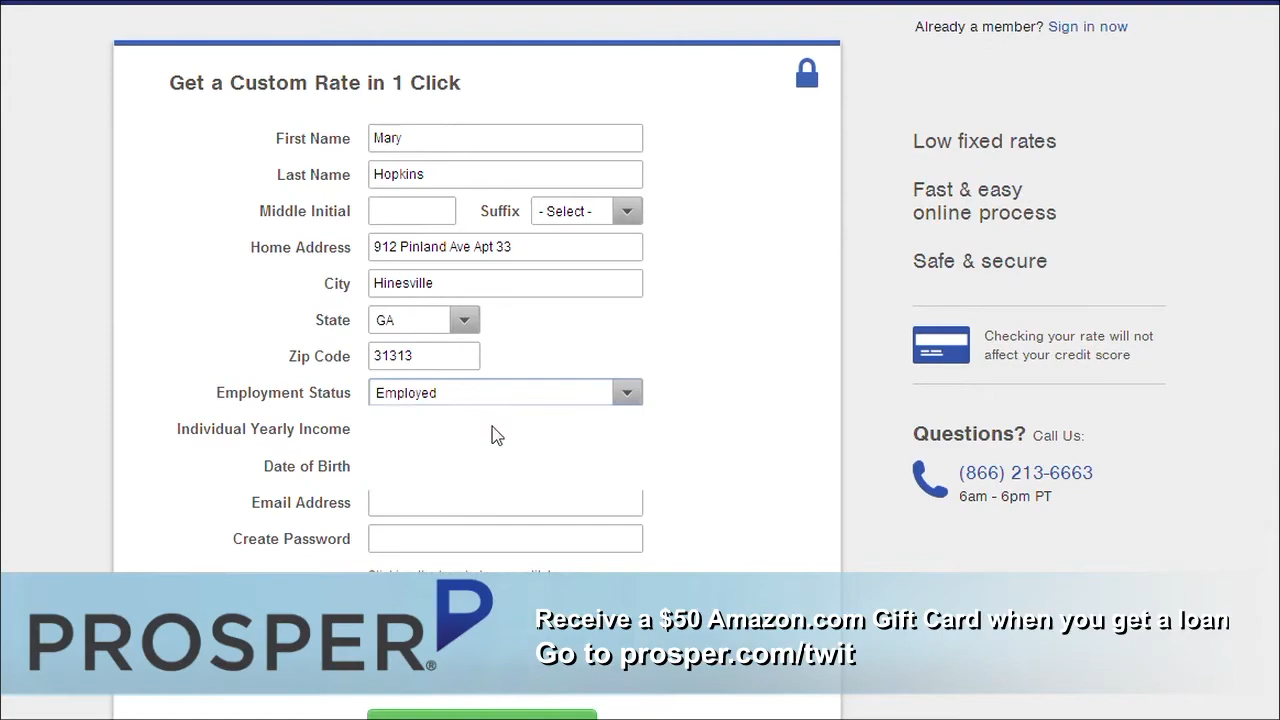 Already a member? Sign in now
Get a Custom Rate in 1 Click
First Name Mary
Last Name Hopkins
Middle Initial Suffix - Select -
Home Address 912 Pinland Ave Apt 33
City Hinesville
State GA
Zip Code 31313
Employment Status Employed
Individual Yearly Income
Date of Birth
Email Address
Create Password
Low fixed rates
Fast & easy
online process
Safe & secure
Checking your rate will not
affect your credit score
Questions? Call Us:
(866) 213-6663
6am - 6pm PT
PROSPER®
Receive a $50 Amazon.com Gift Card when you get a loan
Go to prosper.com/twit